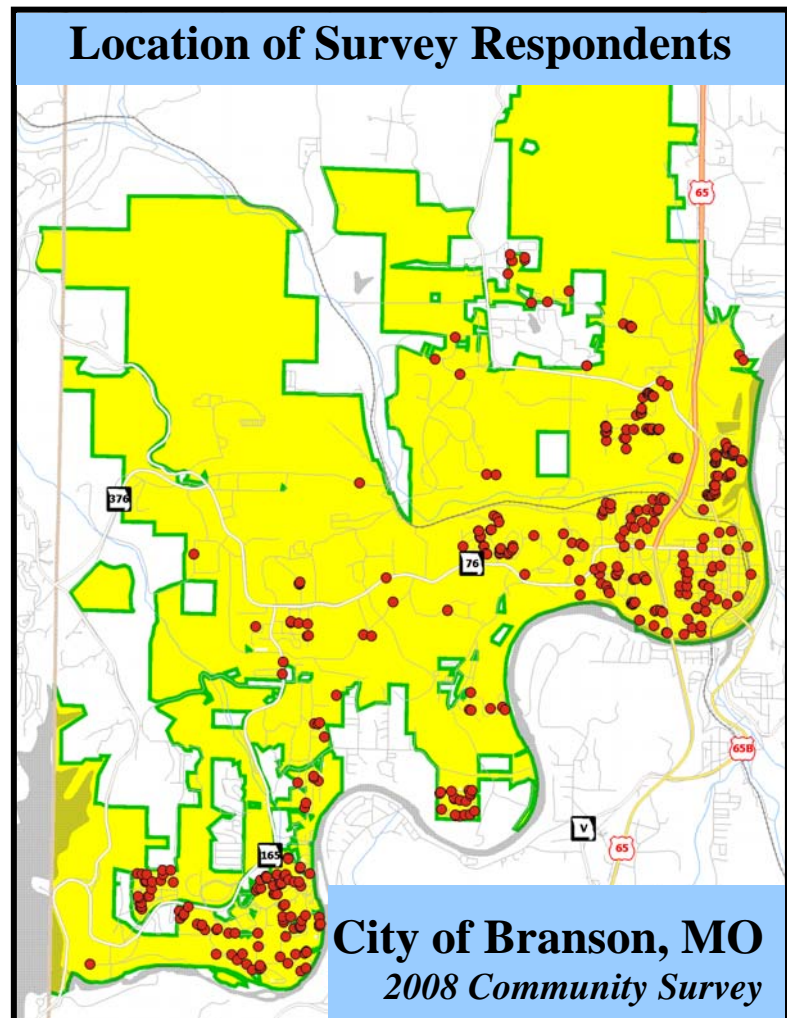 Location of Survey Respondents
65
376
76
65B
V
65
165
City of Branson, MO
2008 Community Survey